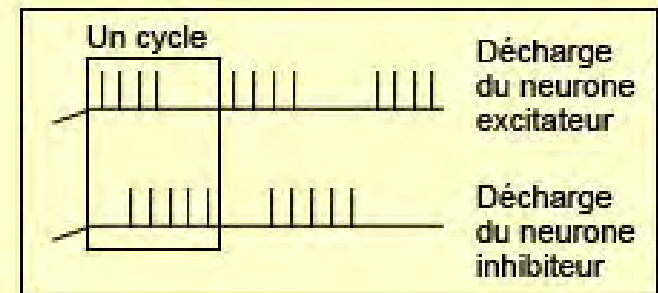 Un cycle
Décharge
du neurone
excitateur
Décharge
du neurone
inhibiteur